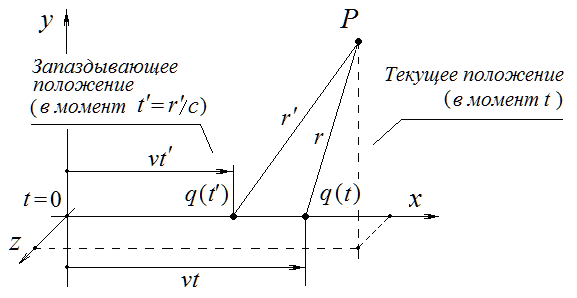 y
P
Запаздывающее
положение
(в момент t′=r′/c)
Текущее положение
(в момент t)
r′
r
vt′
q(t′)
q(t)
t=0
x
z
vt